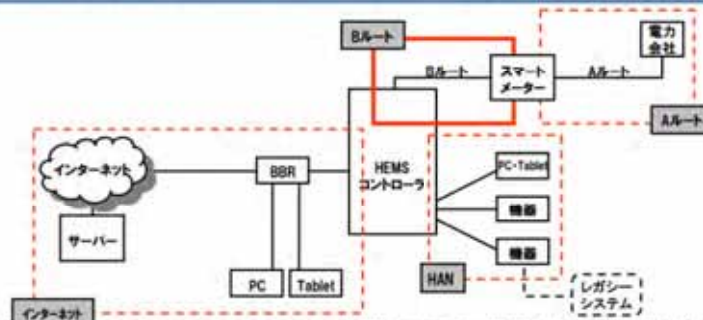 Bルート
電力
会社
Bルート
スマート
メーター
Aルート
Aルート
インターネット
BBR
HEMS
コントローラ
PC・Tablet
機器
サーバー
機器
PC
Tablet
HAN
レガシー
システム
インターネット